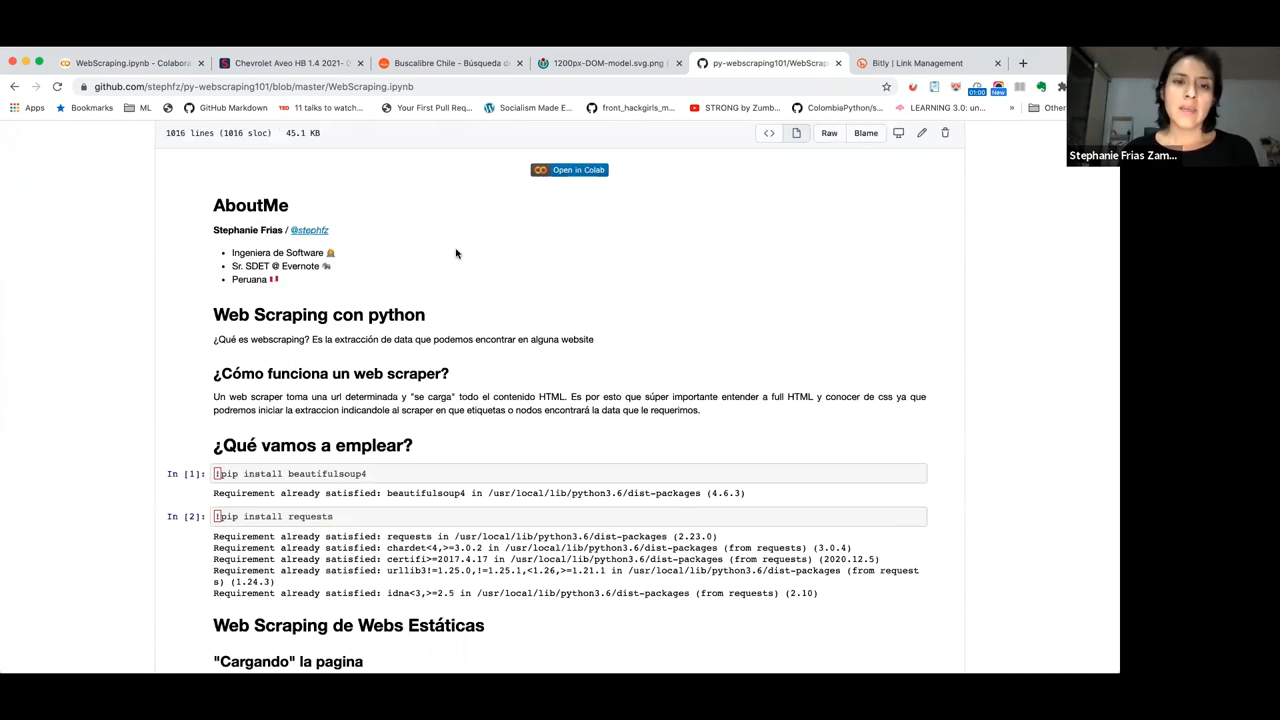 WebScraping.ipynb - Colabora
Chevrolet Aveo HB 1.4 2021-
Buscalibre Chile - Búsqueda d
1200px-DOM-model.svg.png (
py-webscraping101/WebScrap
Bitly | Link Management
github.com/stephfz/py-webscraping101/blob/master/WebScraping.ipynb
01:00
New
Apps
Bookmarks
ML
GitHub Markdown
11 talks to watch...
Your First Pull Req...
Socialism Made E...
front_hackgirls_m...
STRONG by Zumb...
ColombiaPython/s...
LEARNING 3.0: un...
»
Other
1016 lines (1016 sloc) 45.1 KB
<>
Raw
Blame
Stephanie Frias Zam...
Open in Colab
AboutMe
Stephanie Frias / @stephfz
• Ingeniera de Software 👷‍♀️
• Sr. SDET @ Evernote 🐘
• Peruana 🇵🇪
Web Scraping con python
¿Qué es webscraping? Es la extracción de data que podemos encontrar en alguna website
¿Cómo funciona un web scraper?
Un web scraper toma una url determinada y "se carga" todo el contenido HTML. Es por esto que súper importante entender a full HTML y conocer de css ya que
podremos iniciar la extraccion indicandole al scraper en que etiquetas o nodos encontrará la data que le requerimos.
¿Qué vamos a emplear?
In [1]: !pip install beautifulsoup4
Requirement already satisfied: beautifulsoup4 in /usr/local/lib/python3.6/dist-packages (4.6.3)
In [2]: !pip install requests
Requirement already satisfied: requests in /usr/local/lib/python3.6/dist-packages (2.23.0)
Requirement already satisfied: chardet<4,>=3.0.2 in /usr/local/lib/python3.6/dist-packages (from requests) (3.0.4)
Requirement already satisfied: certifi>=2017.4.17 in /usr/local/lib/python3.6/dist-packages (from requests) (2020.12.5)
Requirement already satisfied: urllib3!=1.25.0,!=1.25.1,<1.26,>=1.21.1 in /usr/local/lib/python3.6/dist-packages (from request
s) (1.24.3)
Requirement already satisfied: idna<3,>=2.5 in /usr/local/lib/python3.6/dist-packages (from requests) (2.10)
Web Scraping de Webs Estáticas
"Cargando" la pagina